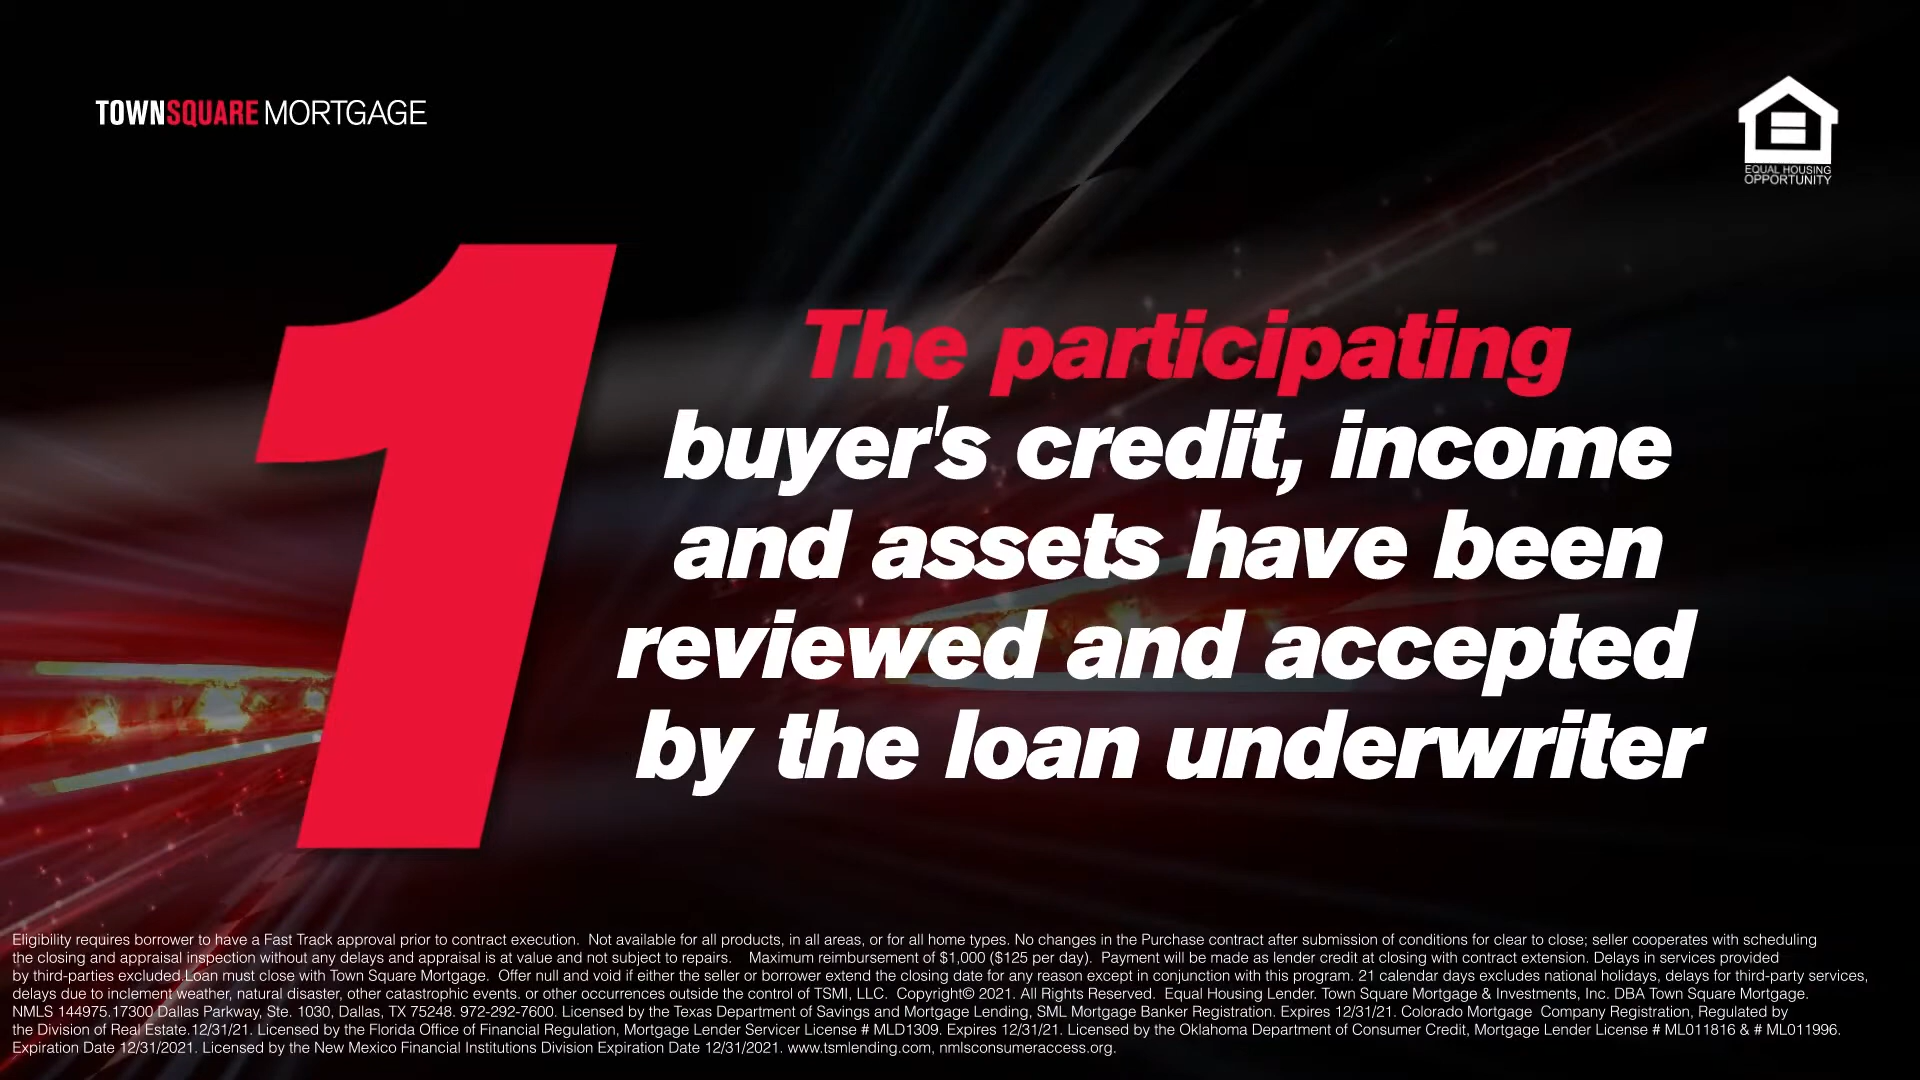 TOWNSQUARE MORTGAGE
EQUAL HOUSING
OPPORTUNITY
1
The participating
buyer's credit, income
and assets have been
reviewed and accepted
by the loan underwriter
Eligibility requires borrower to have a Fast Track approval prior to contract execution.  Not available for all products, in all areas, or for all home types. No changes in the Purchase contract after submission of conditions for clear to close; seller cooperates with scheduling
the closing and appraisal inspection without any delays and appraisal is at value and not subject to repairs.    Maximum reimbursement of $1,000 ($125 per day).  Payment will be made as lender credit at closing with contract extension. Delays in services provided
by third-parties excluded.Loan must close with Town Square Mortgage.  Offer null and void if either the seller or borrower extend the closing date for any reason except in conjunction with this program. 21 calendar days excludes national holidays, delays for third-party services,
delays due to inclement weather, natural disaster, other catastrophic events. or other occurrences outside the control of TSMI, LLC.  Copyright© 2021. All Rights Reserved.  Equal Housing Lender. Town Square Mortgage & Investments, Inc. DBA Town Square Mortgage.
NMLS 144975.17300 Dallas Parkway, Ste. 1030, Dallas, TX 75248. 972-292-7600. Licensed by the Texas Department of Savings and Mortgage Lending, SML Mortgage Banker Registration. Expires 12/31/21. Colorado Mortgage  Company Registration, Regulated by
the Division of Real Estate.12/31/21. Licensed by the Florida Office of Financial Regulation, Mortgage Lender Servicer License # MLD1309. Expires 12/31/21. Licensed by the Oklahoma Department of Consumer Credit, Mortgage Lender License # ML011816 & # ML011996.
Expiration Date 12/31/2021. Licensed by the New Mexico Financial Institutions Division Expiration Date 12/31/2021. www.tsmlending.com, nmlsconsumeraccess.org.